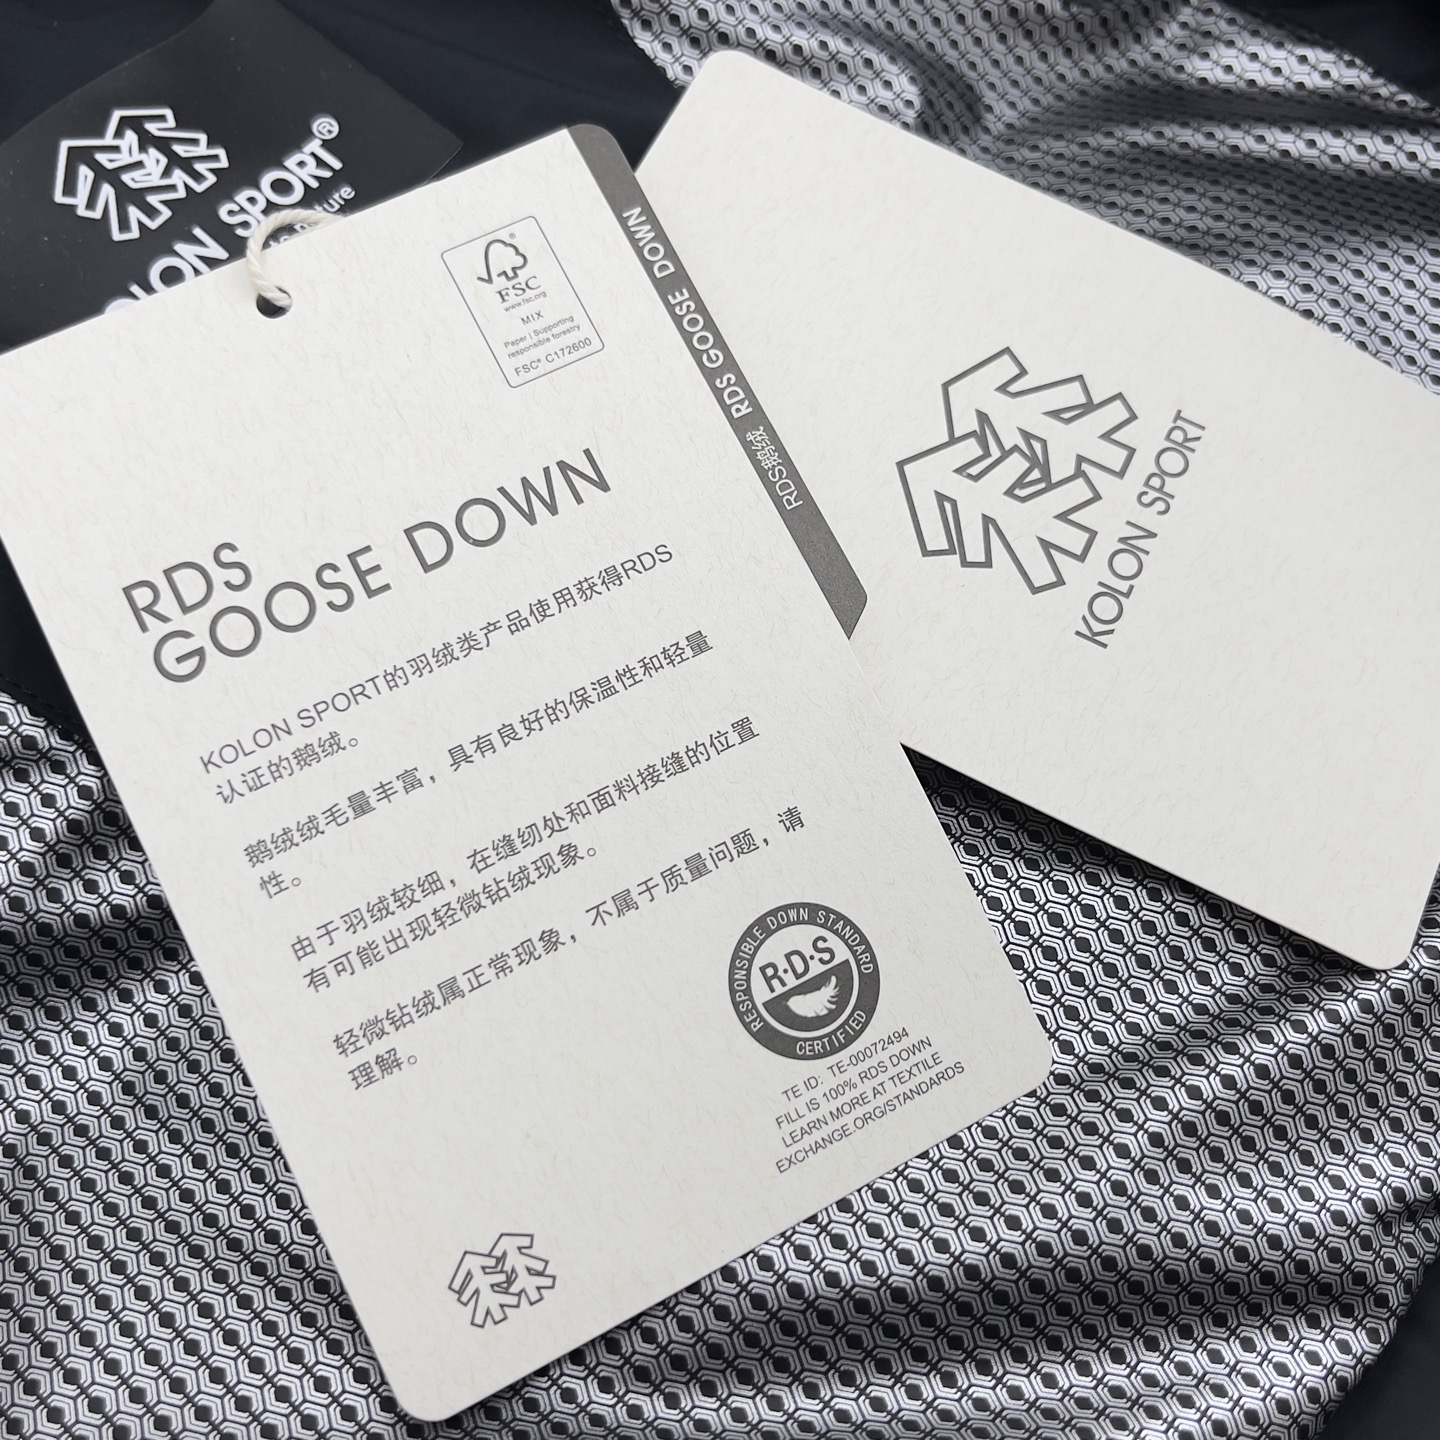 KOLON SPORT®
FSC®
www.fsc.org
MIX
Paper | Supporting
responsible forestry
FSC® C172600
RDS鹅绒 RDS GOOSE DOWN
RDS
GOOSE DOWN
KOLON SPORT的羽绒类产品使用获得RDS
认证的鹅绒。
鹅绒绒毛量丰富，具有良好的保温性和轻量
性。
由于羽绒较细，在缝纫处和面料接缝的位置
有可能出现轻微钻绒现象。
轻微钻绒属正常现象，不属于质量问题，请
理解。
RESPONSIBLE DOWN STANDARD
R·D·S
CERTIFIED
TE ID: TE-00072494
FILL IS 100% RDS DOWN
LEARN MORE AT TEXTILE
EXCHANGE.ORG/STANDARDS
KOLON SPORT